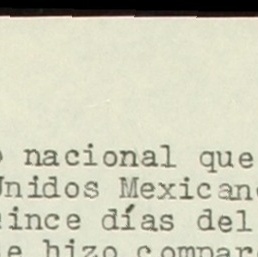 o nacional que
Unidos Mexican
ince días del
e hizo compar